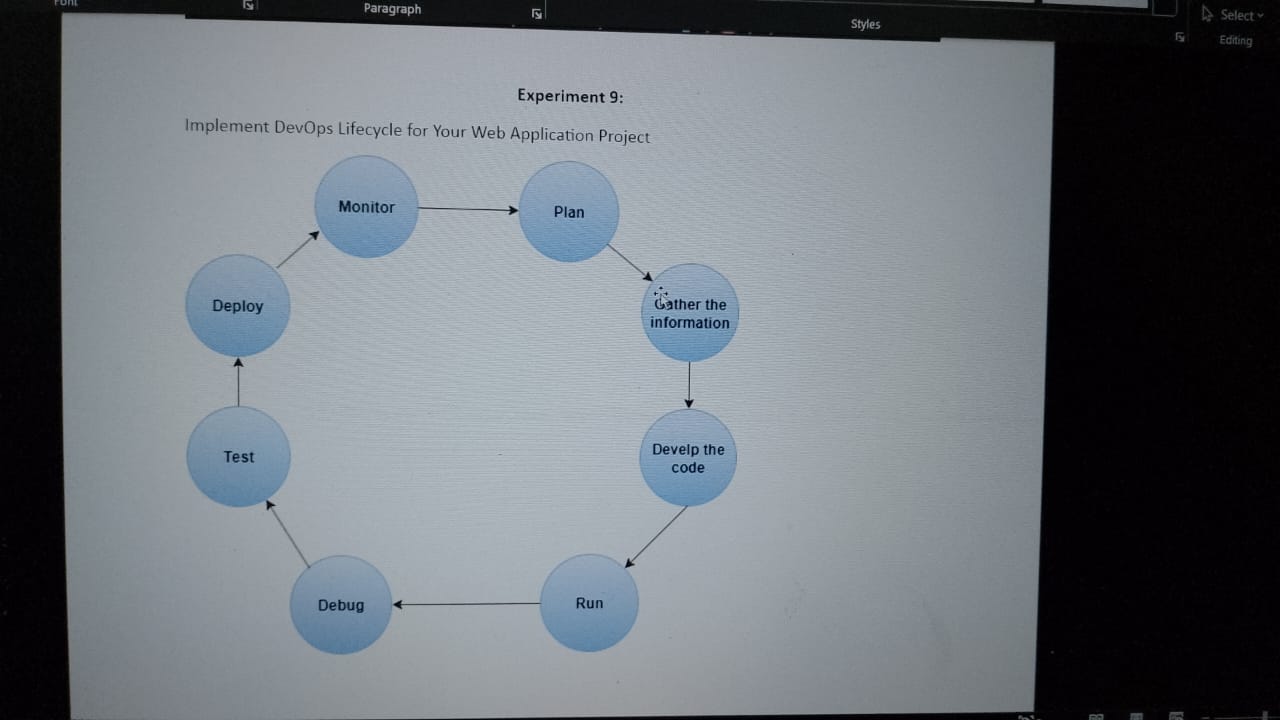 Font
Paragraph
Styles
Select
Editing
Experiment 9:
Implement DevOps Lifecycle for Your Web Application Project
Monitor
Plan
Deploy
Gather the
information
Test
Develp the
code
Debug
Run